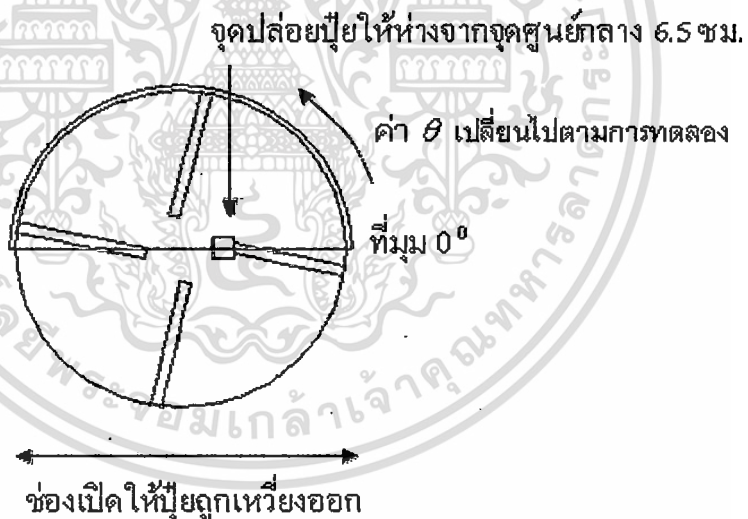 จุดปล่อยปุ๋ยให้ห่างจากจุดศูนย์กลาง 6.5 ซม.
ค่า θ เปลี่ยนไปตามการทดลอง
ที่มุม 0⁰
ช่องเปิดให้ปุ๋ยถูกเหวี่ยงออก